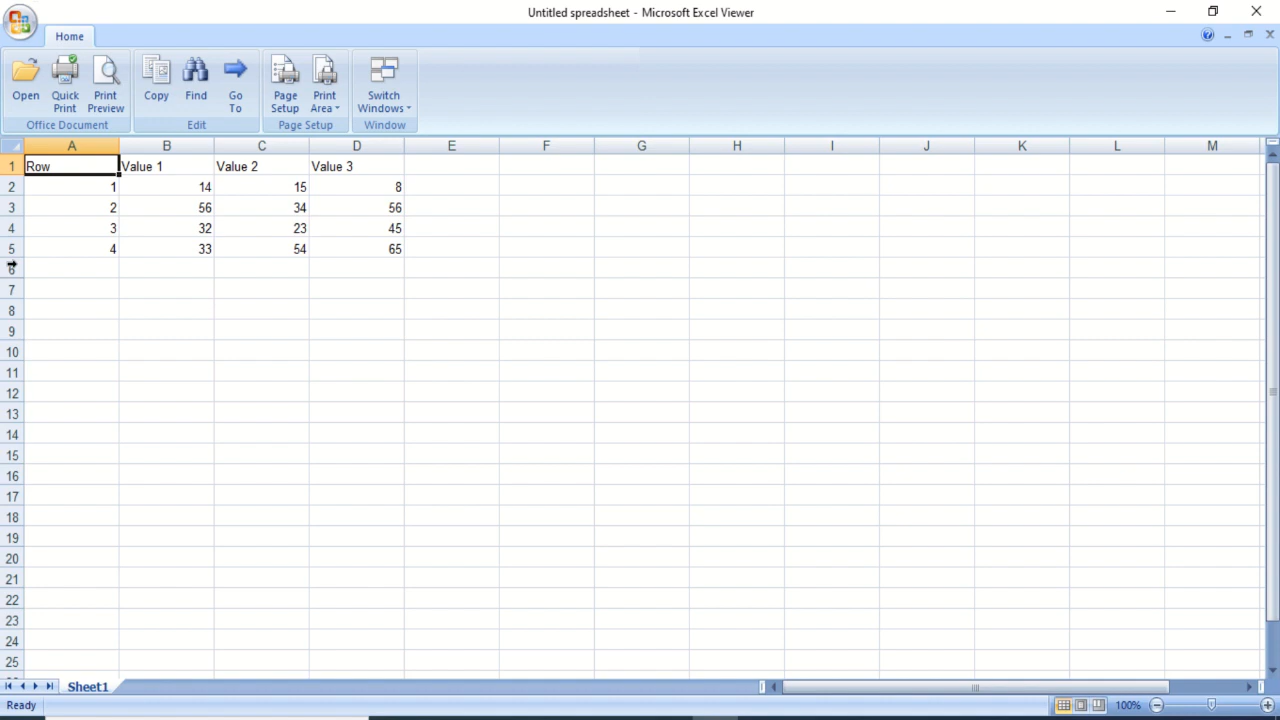 Untitled spreadsheet - Microsoft Excel Viewer
Home
Open Quick Print Print Preview Copy Find Go To Page Setup Print Area Switch Windows
Office Document Edit Page Setup Window
A B C D E F G H I J K L M
1 Row Value 1 Value 2 Value 3
2 1 14 15 8
3 2 56 34 56
4 3 32 23 45
5 4 33 54 65
6
7
8
9
10
11
12
13
14
15
16
17
18
19
20
21
22
23
24
25
Sheet1
Ready 100%